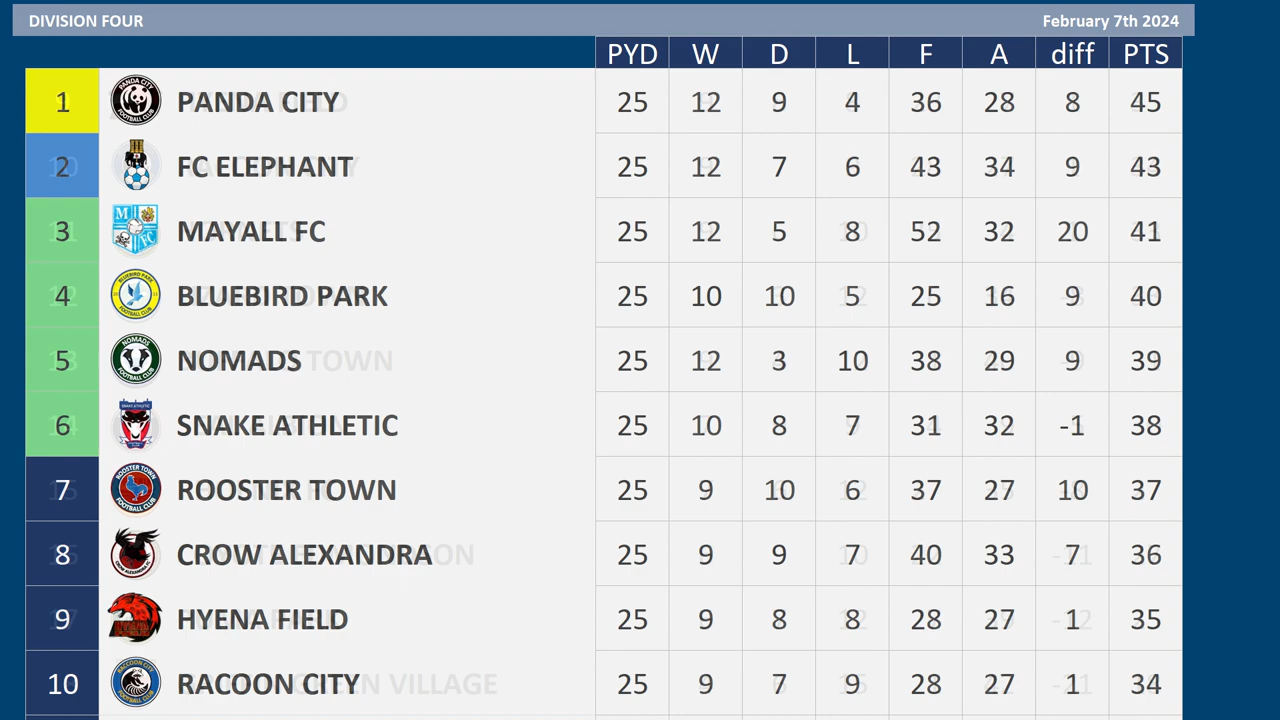 DIVISION FOUR February 7th 2024
PYD W D L F A diff PTS
1 PANDA CITY 25 12 9 4 36 28 8 45
2 FC ELEPHANT 25 12 7 6 43 34 9 43
3 MAYALL FC 25 12 5 8 52 32 20 41
4 BLUEBIRD PARK 25 10 10 5 25 16 9 40
5 NOMADS 25 12 3 10 38 29 9 39
6 SNAKE ATHLETIC 25 10 8 7 31 32 -1 38
7 ROOSTER TOWN 25 9 10 6 37 27 10 37
8 CROW ALEXANDRA 25 9 9 7 40 33 7 36
9 HYENA FIELD 25 9 8 8 28 27 1 35
10 RACOON CITY 25 9 7 9 28 27 1 34